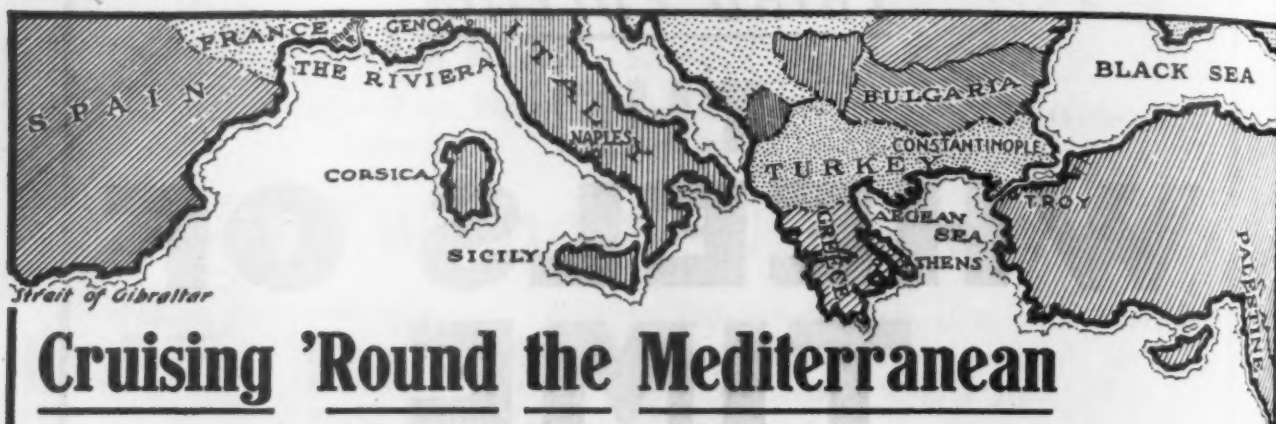 FRANCE
GENOA
ITALY
THE RIVIERA
SPAIN
BLACK SEA
BULGARIA
NAPLES
CONSTANTINOPLE
CORSICA
TURKEY
TROY
AEGEAN
SEA
GREECE
SICILY
ATHENS
PALESTINE
Strait of Gibraltar
Cruising ’Round the Mediterranean